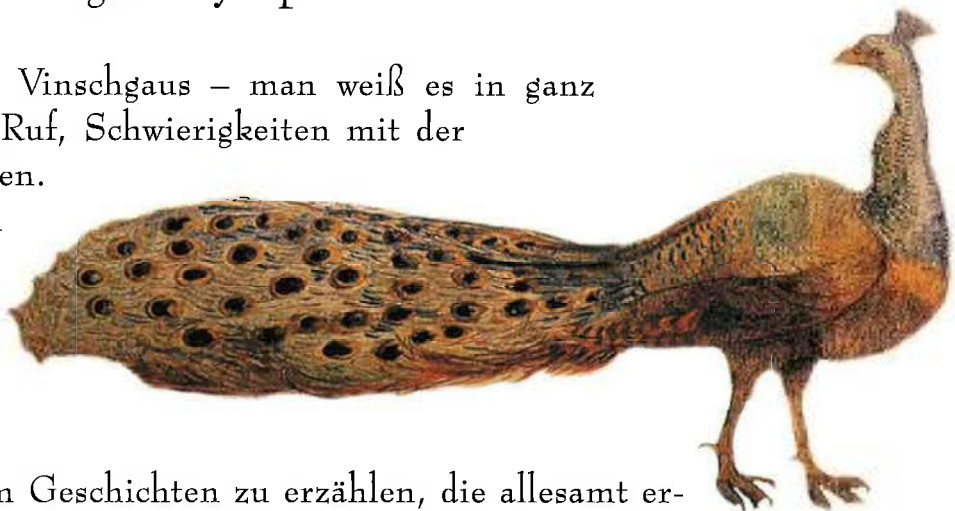 Vinschgaus – man weiß es in ganz
Ruf, Schwierigkeiten mit der
en.
Geschichten zu erzählen, die allesamt er-